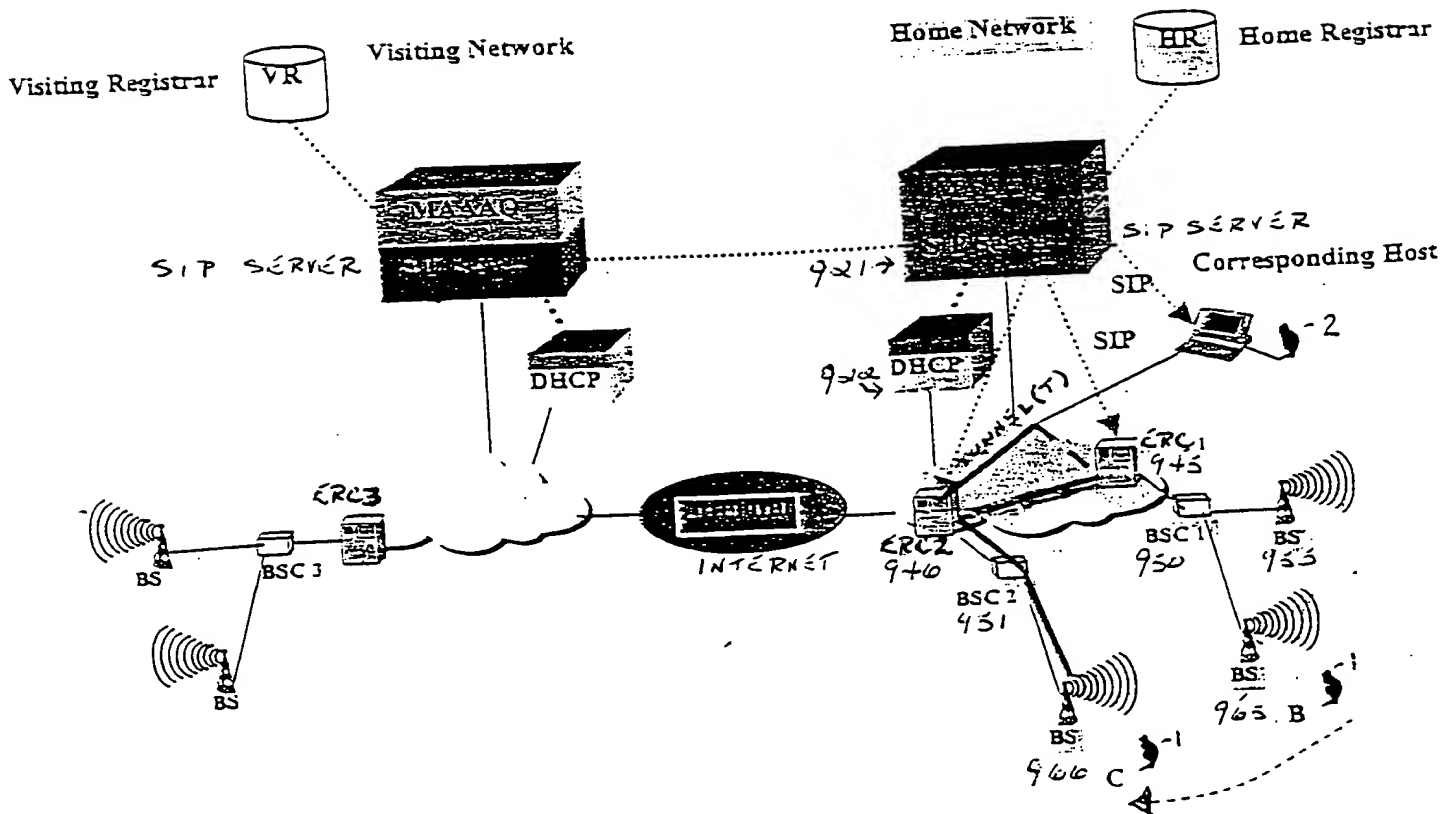 Visiting Network
Home Network
HR
Home Registrar
Visiting Registrar
VR
MAAAQ
SIP SERVER
921
SIP SERVER
Corresponding Host
SIP
SIP
-2
DHCP
922
DHCP
TUNNEL(T)
ERC1
945
ERC3
BS
BSC 3
INTERNET
ERC2
940
BSC 2
BSC 1
950
BS
955
BS
BS
965
B
-1
BS
966
C
-1